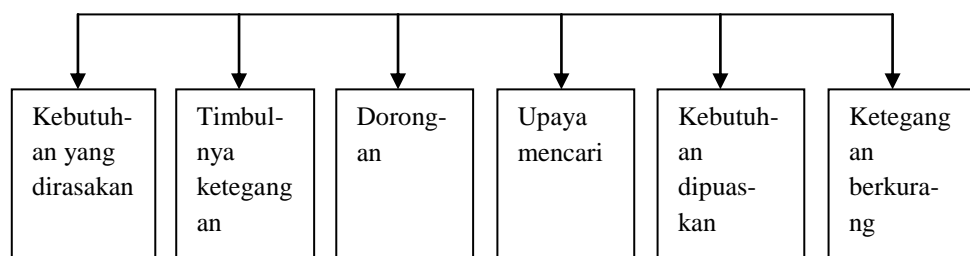 Kebutuh-
an yang
dirasakan
Timbul-
nya
ketegang
an
Dorong-
an
Upaya
mencari
Kebutuh-
an
dipuas-
kan
Ketegang
an
berkura-
ng